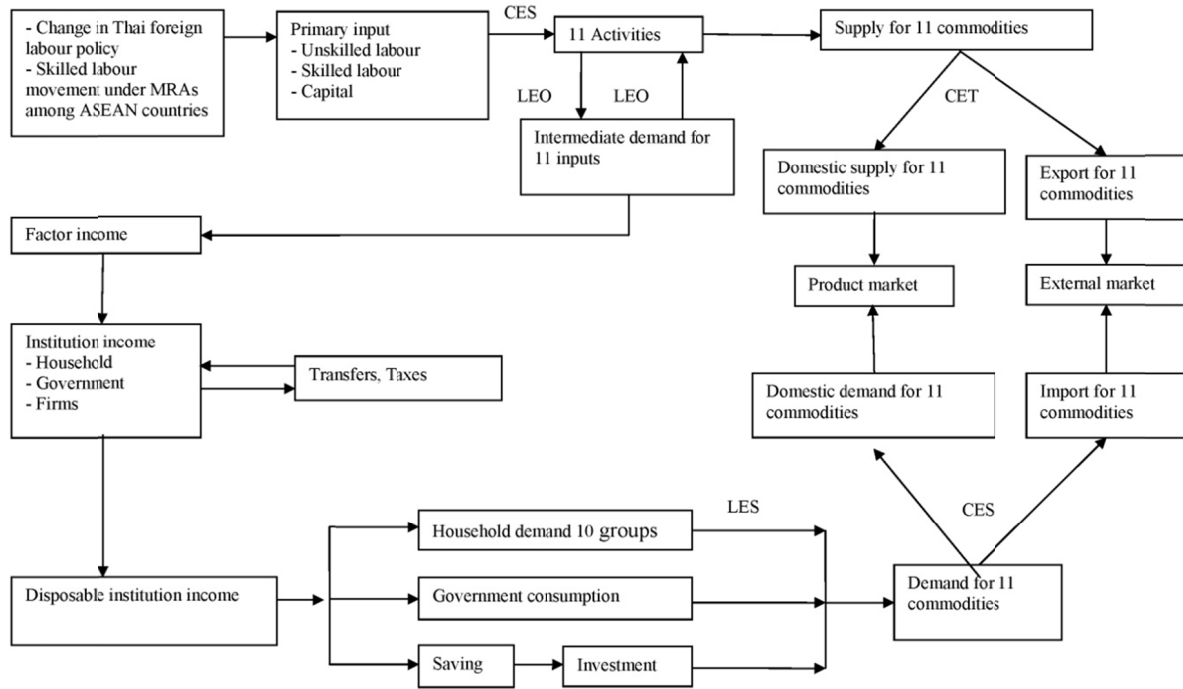 - Change in Thai foreign
labour policy
- Skilled labour
movement under MRAs
among ASEAN countries
Primary input
- Unskilled labour
- Skilled labour
- Capital
CES
11 Activities
Supply for 11 commodities
LEO
LEO
CET
Intermediate demand for
11 inputs
Domestic supply for 11
commodities
Export for 11
commodities
Factor income
Product market
External market
Institution income
- Household
- Government
- Firms
Transfers, Taxes
Domestic demand for 11
commodities
Import for 11
commodities
LES
CES
Household demand 10 groups
Disposable institution income
Government consumption
Demand for 11
commodities
Saving
Investment